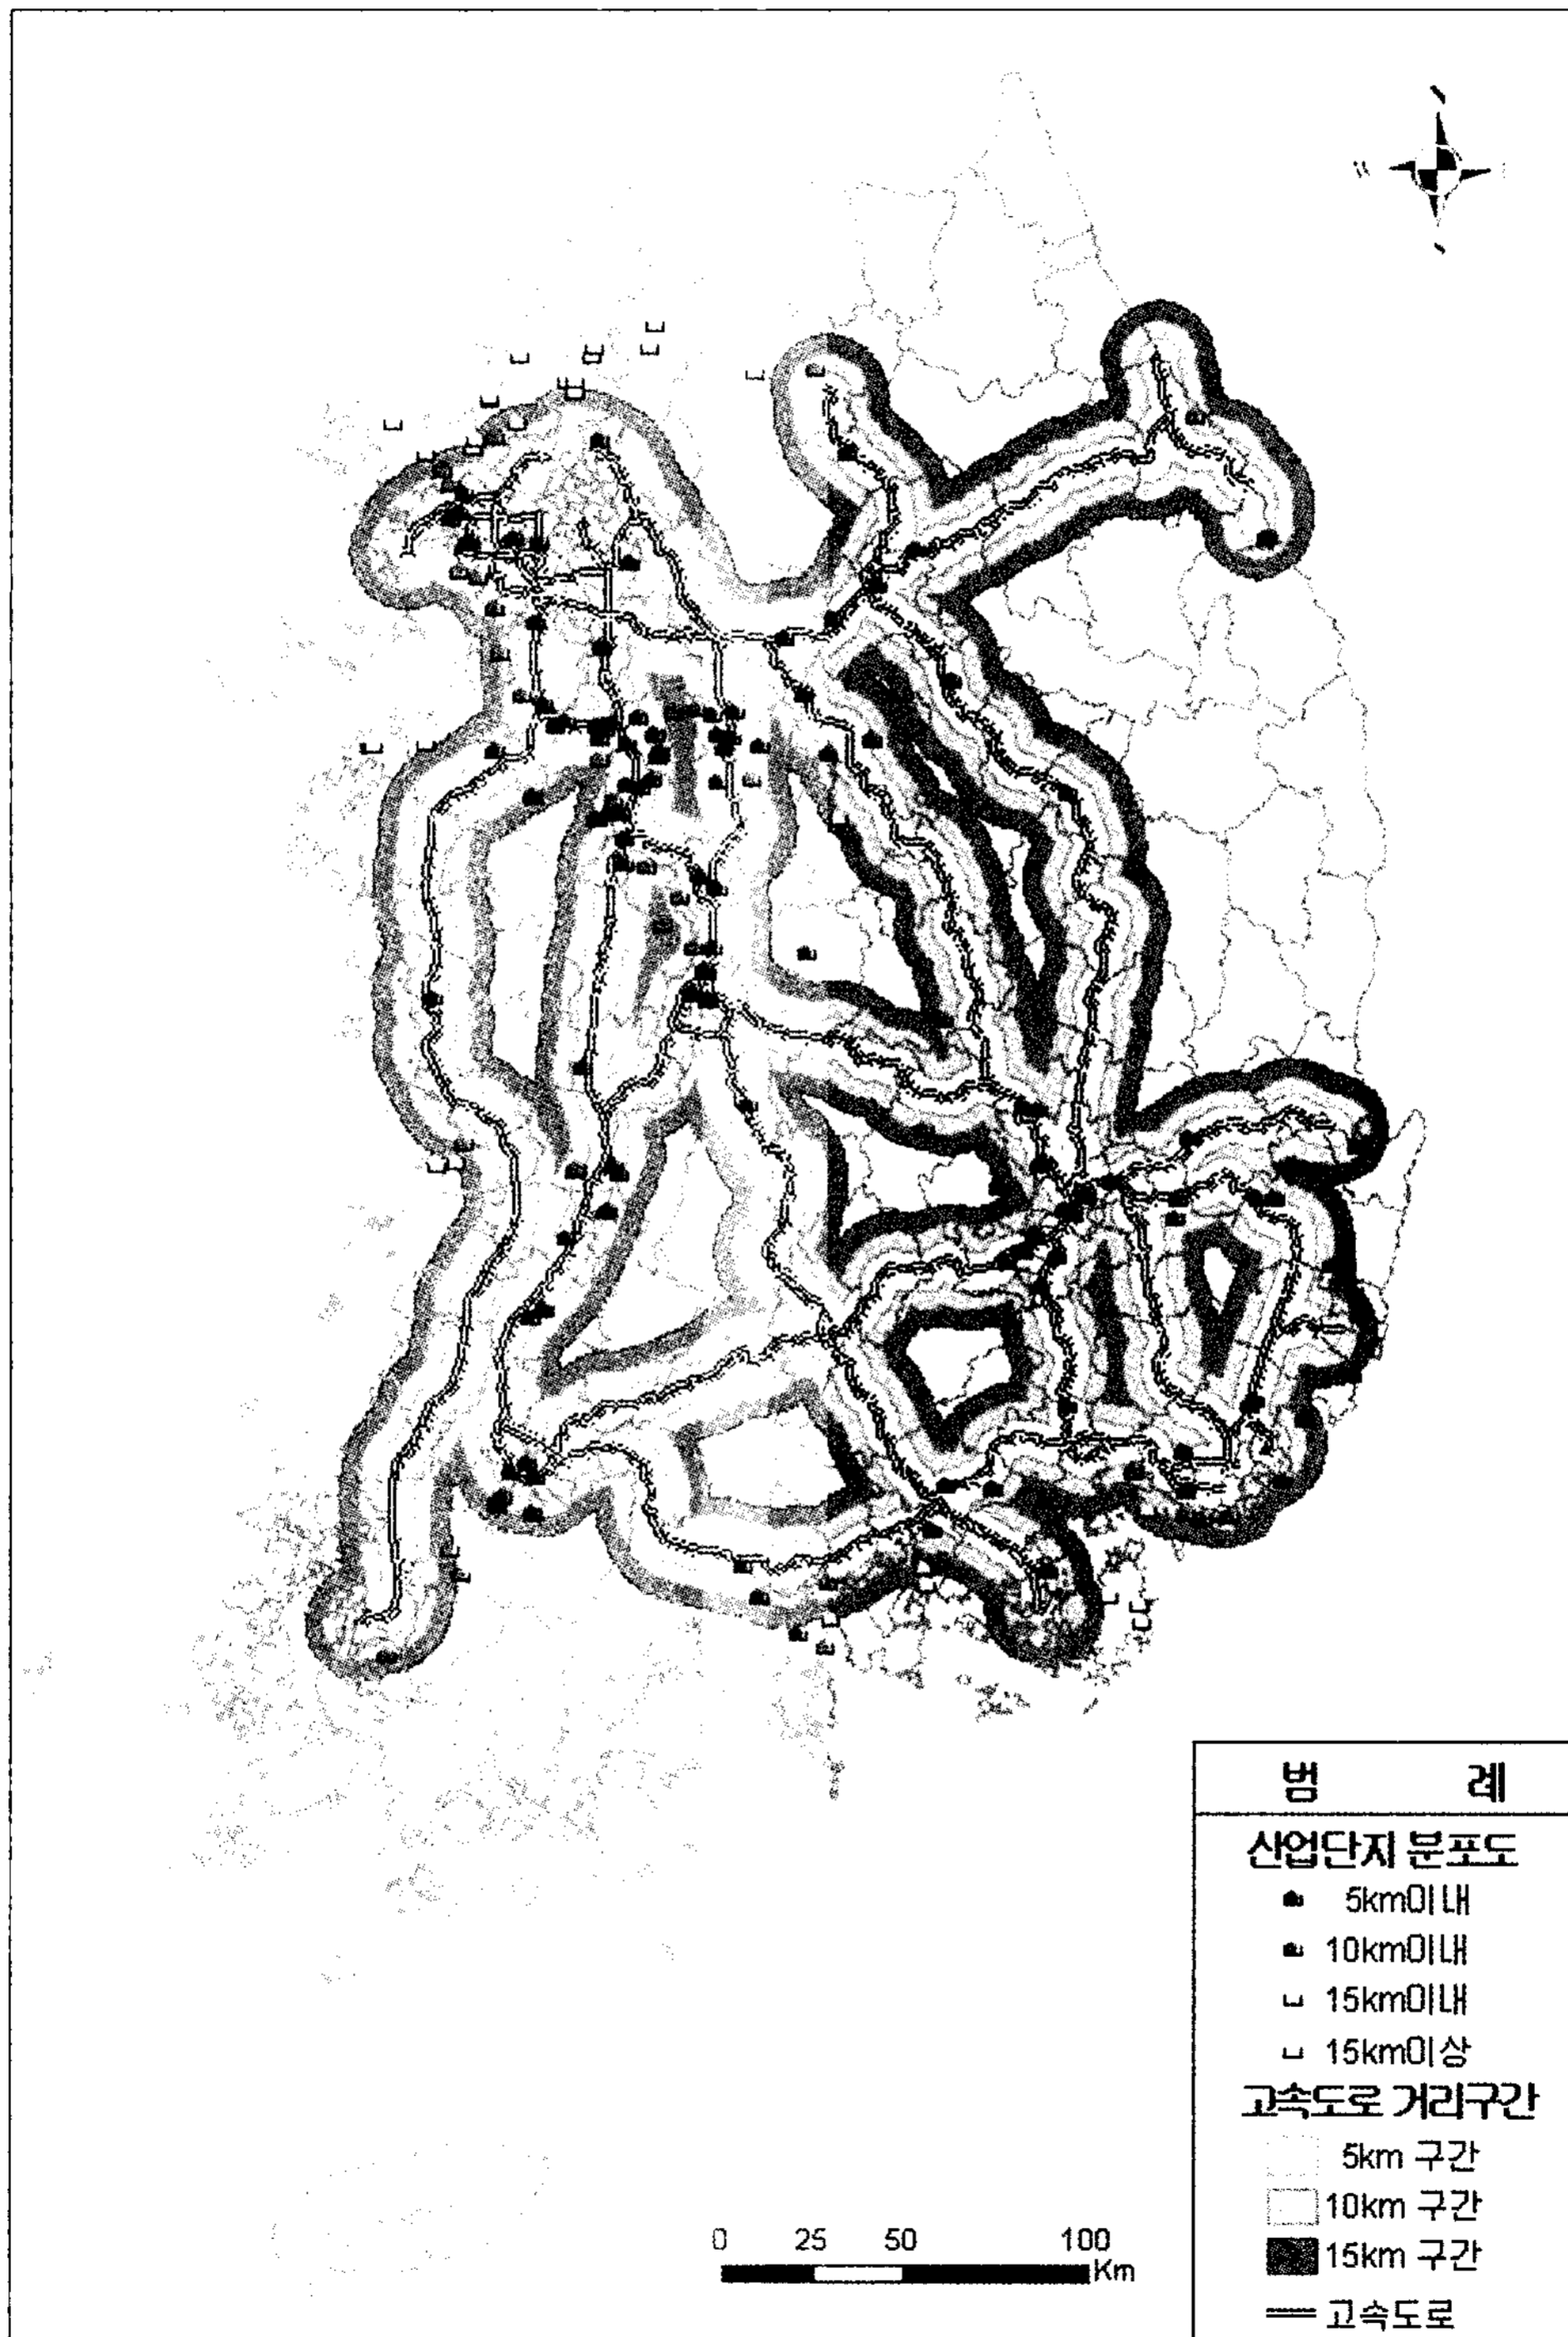 범 례
산업단지 분포도
5km이내
10km이내
15km이내
15km이상
고속도로 거리구간
5km 구간
10km 구간
15km 구간
고속도로
0 25 50 100
Km